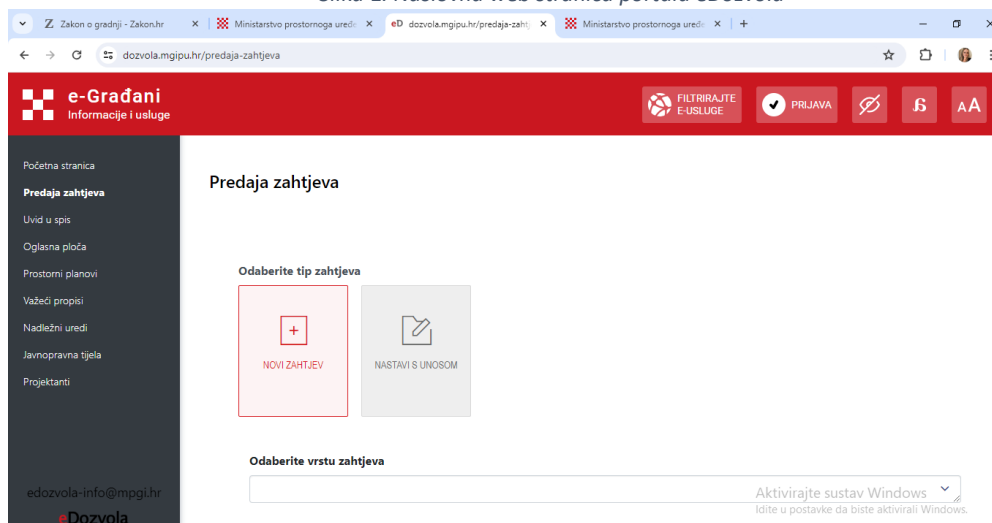 Slika 1. Naslovna web stranica portala eDozvola
Zakon o gradnji - Zakon.hr
Ministarstvo prostornoga uređe
eD dozvola.mgipu.hr/predaja-zahtj
Ministarstvo prostornoga uređe
dozvola.mgipu.hr/predaja-zahtjeva
e-Građani
Informacije i usluge
FILTRIRAJTE
E-USLUGE
PRIJAVA
AA
Početna stranica
Predaja zahtjeva
Uvid u spis
Oglasna ploča
Prostorni planovi
Važeći propisi
Nadležni uredi
Javnopravna tijela
Projektanti
edozvola-info@mpgi.hr
eDozvola
Predaja zahtjeva
Odaberite tip zahtjeva
NOVI ZAHTJEV
NASTAVI S UNOSOM
Odaberite vrstu zahtjeva
Aktivirajte sustav Windows
Idite u postavke da biste aktivirali Windows.